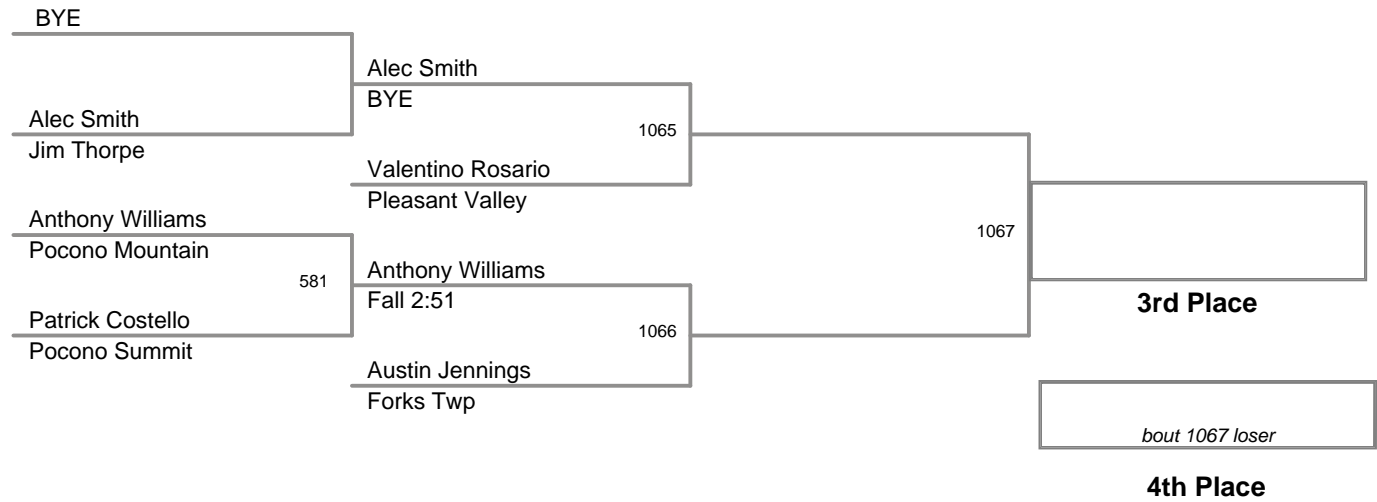 BYE
Alec Smith
BYE
Alec Smith
Jim Thorpe
1065
Valentino Rosario
Pleasant Valley
Anthony Williams
Pocono Mountain
1067
581
Anthony Williams
Fall 2:51
3rd Place
Patrick Costello
Pocono Summit
1066
Austin Jennings
Forks Twp
bout 1067 loser
4th Place